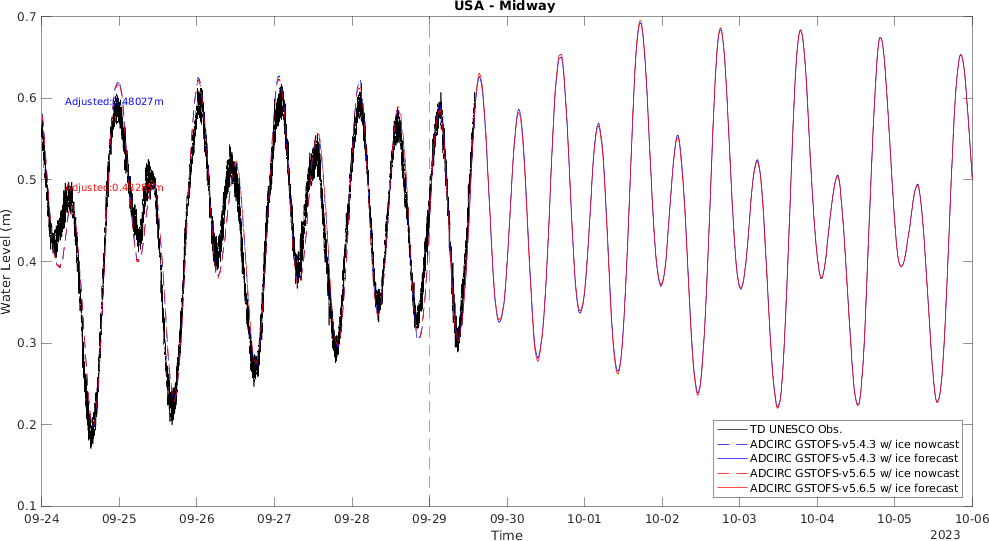 USA - Midway
0.7
0.6
0.5
0.4
0.3
0.2
0.1
Water Level (m)
Adjusted:0.48027m
Adjusted:0.48
TD UNESCO Obs.
ADCIRC GSTOFS-v5.4.3 w/ ice nowcast
ADCIRC GSTOFS-v5.4.3 w/ ice forecast
ADCIRC GSTOFS-v5.6.5 w/ ice nowcast
ADCIRC GSTOFS-v5.6.5 w/ ice forecast
09-24 09-25 09-26 09-27 09-28 09-29 09-30 10-01 10-02 10-03 10-04 10-05 10-06
Time
2023